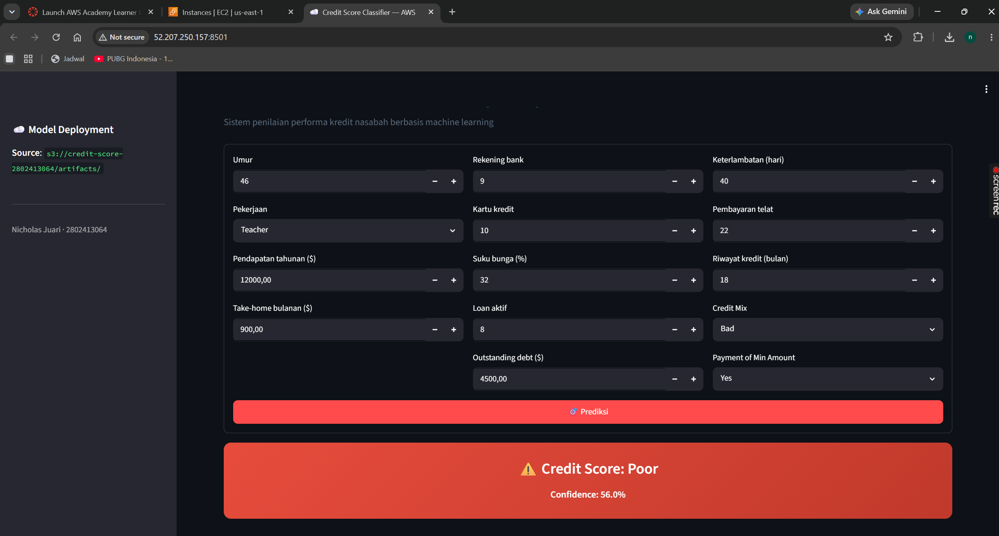 Launch AWS Academy Learner
Instances | EC2 | us-east-1
Credit Score Classifier — AWS
Ask Gemini
Not secure
52.207.250.157:8501
n
Jadwal
PUBG Indonesia - 1...
Model Deployment
Source: s3://credit-score-
2802413064/artifacts/
Nicholas Juari · 2802413064
Sistem penilaian performa kredit nasabah berbasis machine learning
Umur
46
Pekerjaan
Teacher
Pendapatan tahunan ($)
12000,00
Take-home bulanan ($)
900,00
Rekening bank
9
Kartu kredit
10
Suku bunga (%)
32
Loan aktif
8
Outstanding debt ($)
4500,00
Keterlambatan (hari)
40
Pembayaran telat
22
Riwayat kredit (bulan)
18
Credit Mix
Bad
Payment of Min Amount
Yes
Prediksi
Credit Score: Poor
Confidence: 56.0%
screenrec